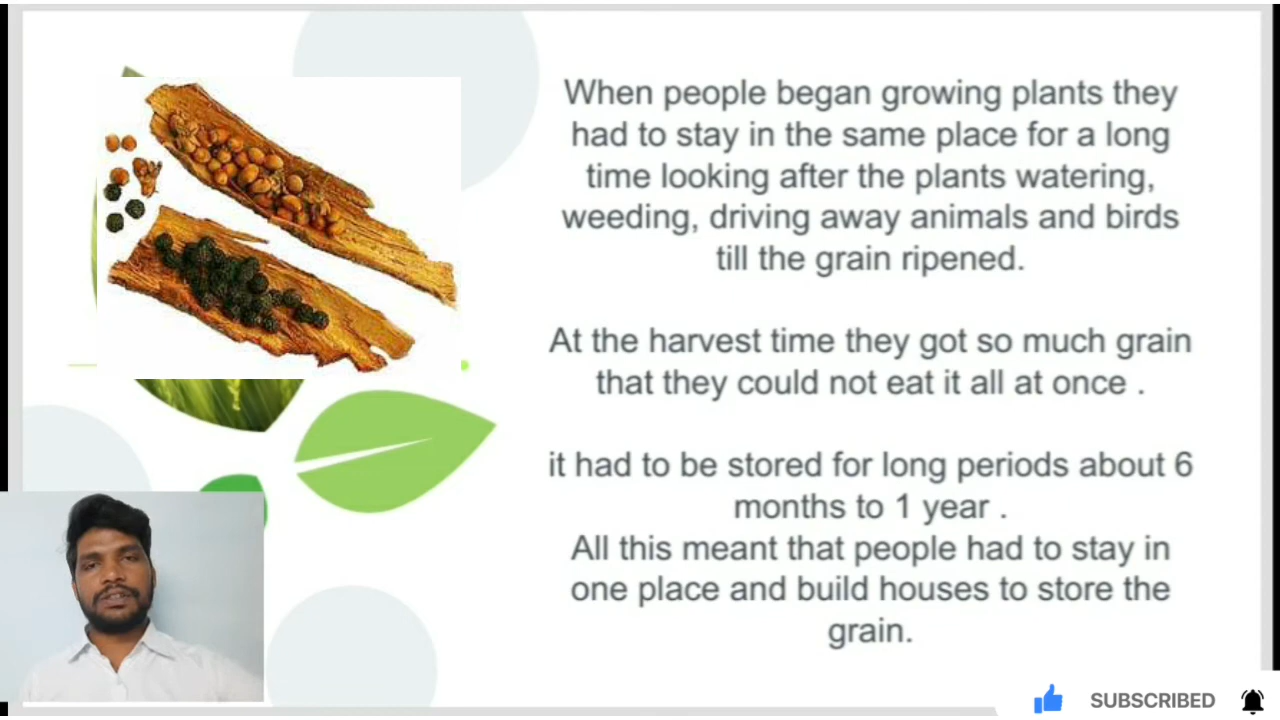 When people began growing plants they
had to stay in the same place for a long
time looking after the plants watering,
weeding, driving away animals and birds
till the grain ripened.
At the harvest time they got so much grain
that they could not eat it all at once .
it had to be stored for long periods about 6
months to 1 year .
All this meant that people had to stay in
one place and build houses to store the
grain.
SUBSCRIBED